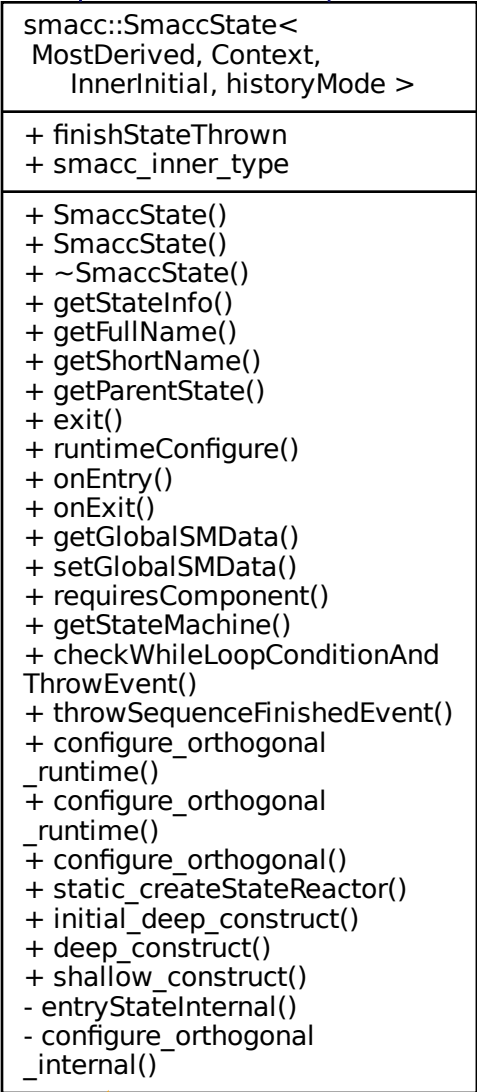 smacc::SmaccState<
MostDerived, Context,
InnerInitial, historyMode >
+ finishStateThrown
+ smacc_inner_type
+ SmaccState()
+ SmaccState()
+ ~SmaccState()
+ getStateInfo()
+ getFullName()
+ getShortName()
+ getParentState()
+ exit()
+ runtimeConfigure()
+ onEntry()
+ onExit()
+ getGlobalSMData()
+ setGlobalSMData()
+ requiresComponent()
+ getStateMachine()
+ checkWhileLoopConditionAnd
ThrowEvent()
+ throwSequenceFinishedEvent()
+ configure_orthogonal
_runtime()
+ configure_orthogonal
_runtime()
+ configure_orthogonal()
+ static_createStateReactor()
+ initial_deep_construct()
+ deep_construct()
+ shallow_construct()
- entryStateInternal()
- configure_orthogonal
_internal()